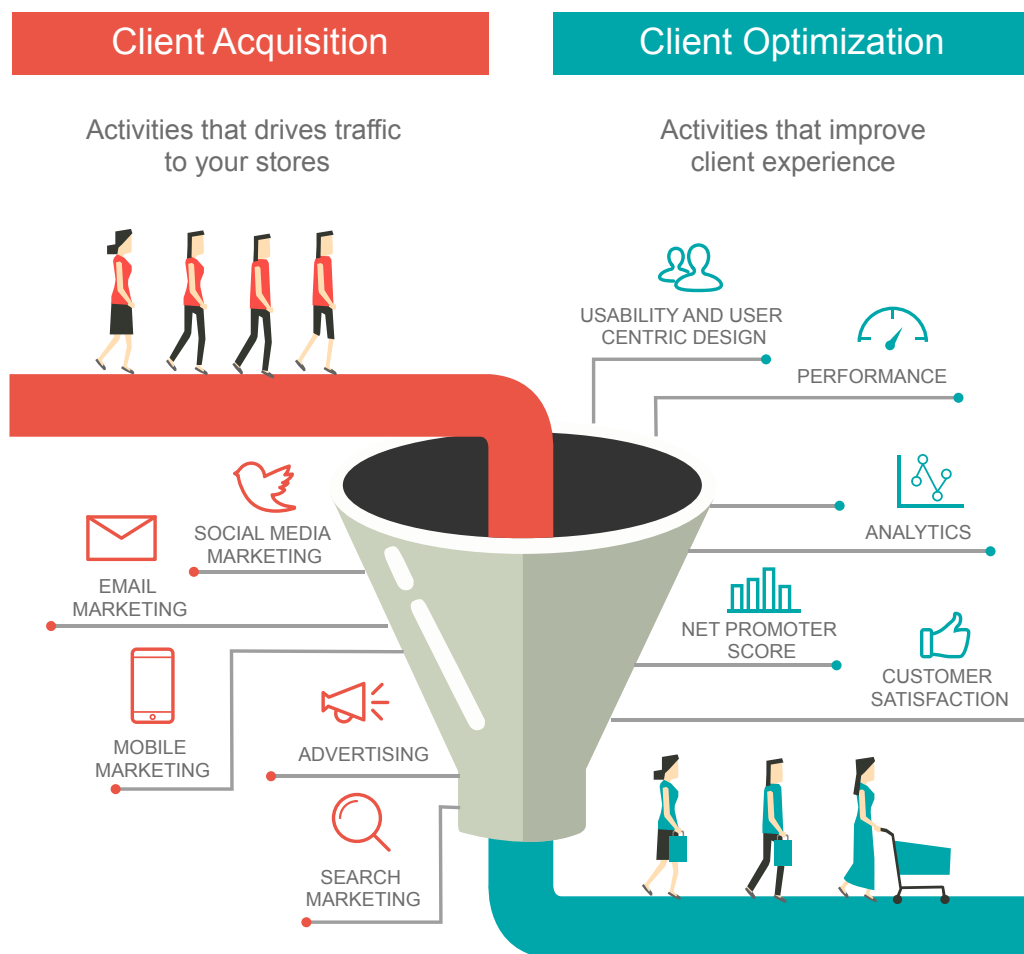 Client Acquisition
Activities that drives traffic
to your stores
SOCIAL MEDIA
MARKETING
EMAIL
MARKETING
MOBILE
MARKETING
ADVERTISING
SEARCH
MARKETING
Client Optimization
Activities that improve
client experience
USABILITY AND USER
CENTRIC DESIGN
PERFORMANCE
ANALYTICS
NET PROMOTER
SCORE
CUSTOMER
SATISFACTION